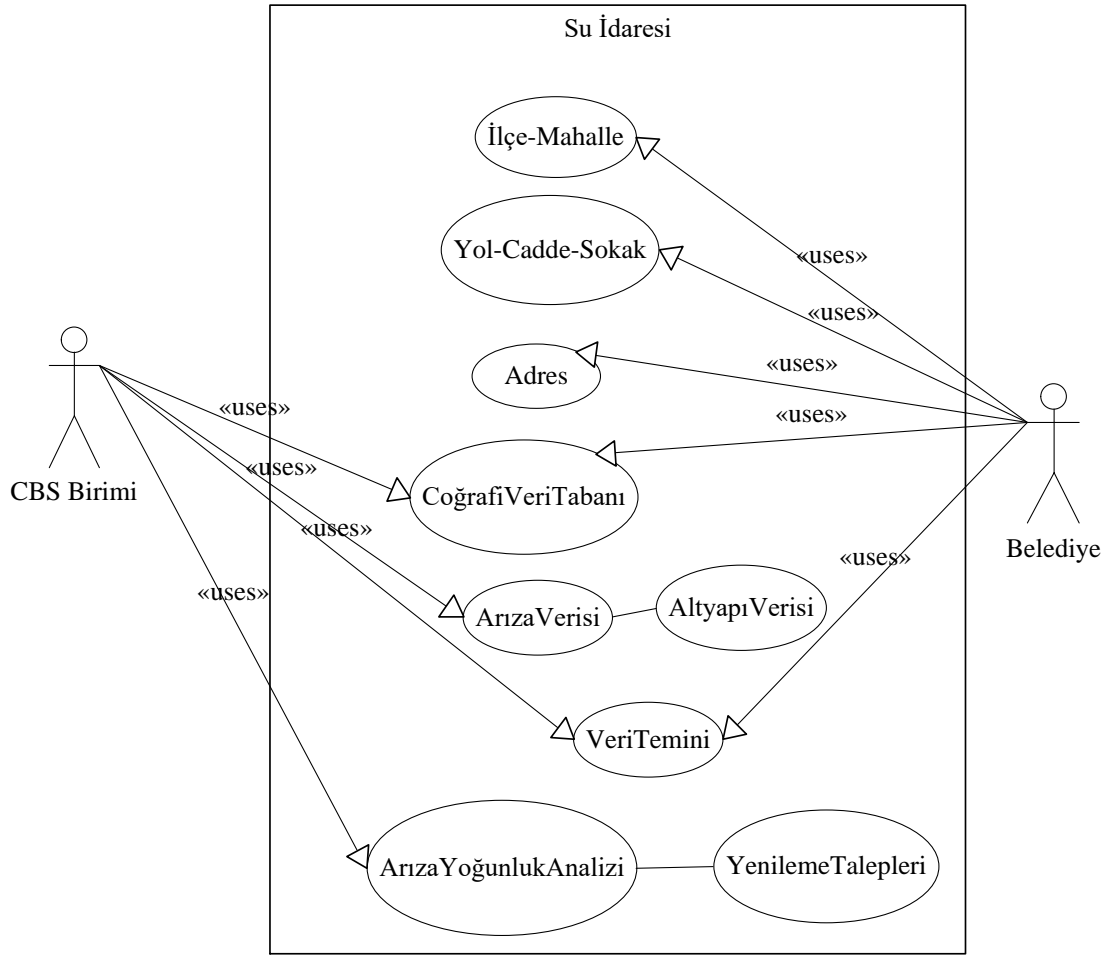 Su İdaresi
İlçe-Mahalle
Yol-Cadde-Sokak
«uses»
«uses»
Adres
«uses»
«uses»
«uses»
CoğrafiVeriTabanı
«uses»
CBS Birimi
«uses»
Belediye
«uses»
«uses»
ArızaVerisi
AltyapıVerisi
VeriTemini
ArızaYoğunlukAnalizi
YenilemeTalepleri